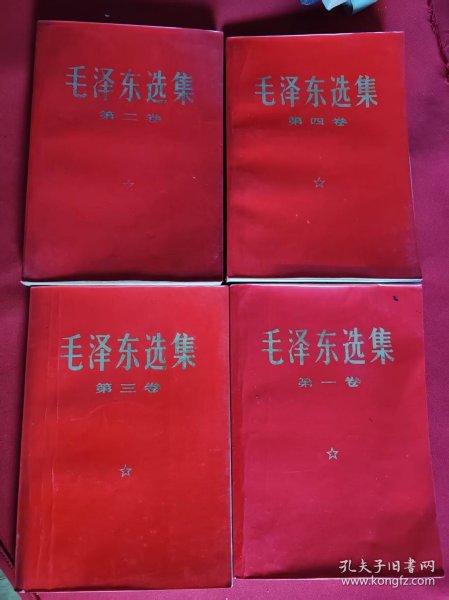 毛泽东选集
第二卷
毛泽东选集
第四卷
毛泽东选集
第三卷
毛泽东选集
第一卷
孔夫子旧书网
www.kongfz.com